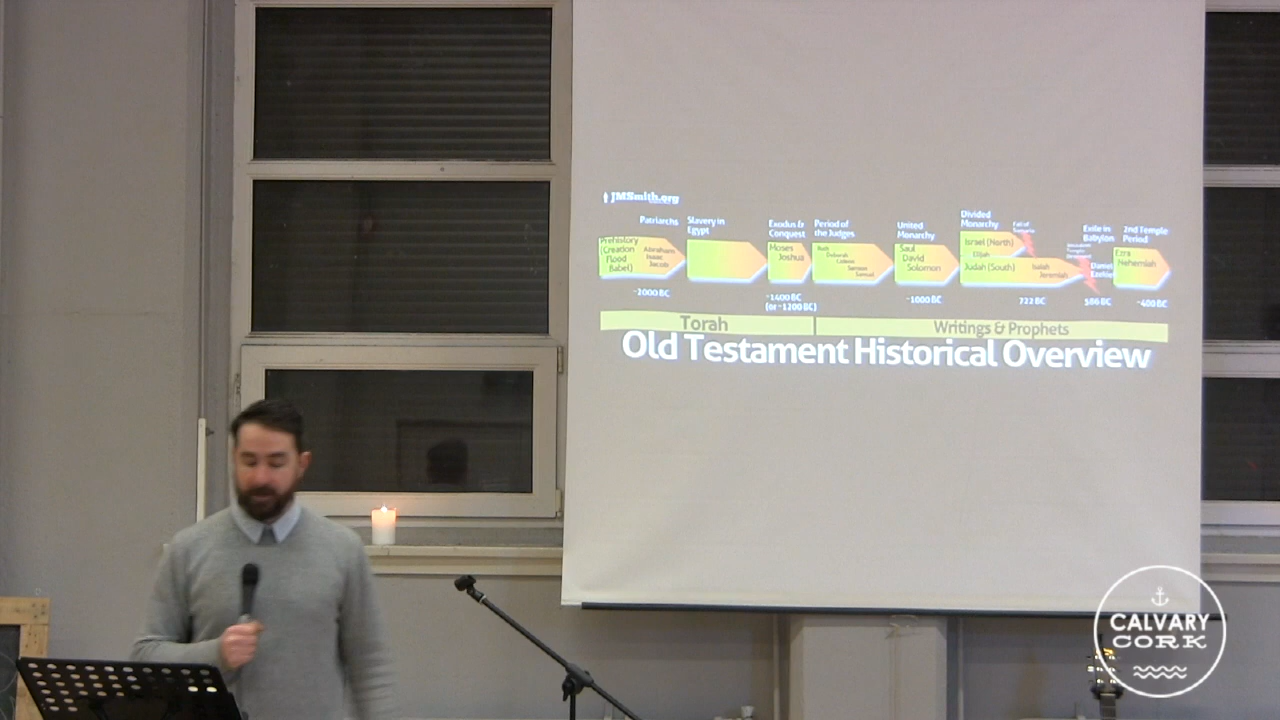 JMSmith.org
Patriarchs
Slavery in
Egypt
Exodus &
Conquest
Period of
the Judges
United
Monarchy
Divided
Monarchy
Fall of
Exile in
Babylon
2nd Temple
Period
Prehistory
(Creation
Flood
Babel)
Abraham
Isaac
Jacob
Moses
Joshua
Ruth
Deborah
Gideon
Samson
Samuel
Saul
David
Solomon
Israel (North)
Elijah
Judah (South)
Isaiah
Jeremiah
Daniel
Ezekiel
Ezra
Nehemiah
~2000 BC
~1400 BC
(or ~1200 BC)
~1000 BC
722 BC
586 BC
~400 BC
Torah
Writings & Prophets
Old Testament Historical Overview
CALVARY
CORK